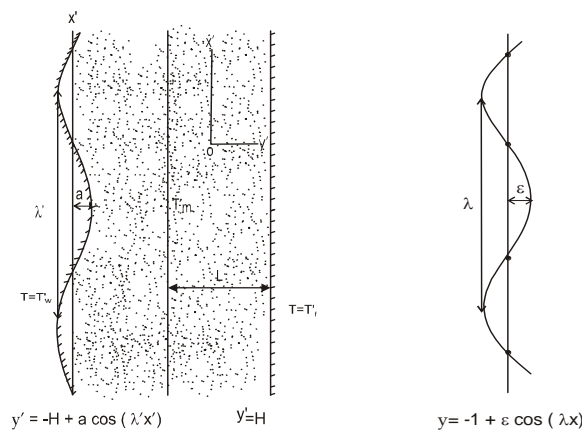 x'
X
o
y'
a
T'm
λ'
L
T=T'w
T=T'
y' = -H + a cos ( λ'x')
y'=H
ε
λ
y= -1 + ε cos ( λx)